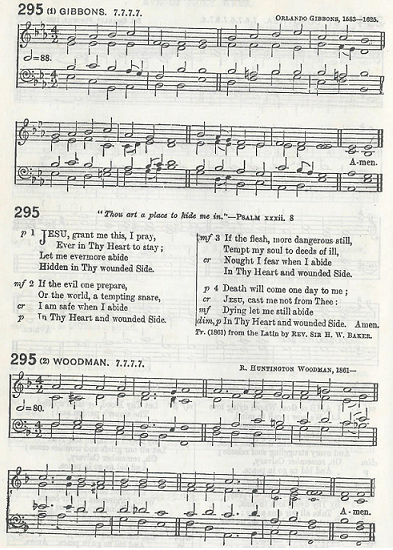 295 (1) GIBBONS. 7.7.7.7.
ORLANDO GIBBONS, 1583—1625.
=88.
A-men.
295
"Thou art a place to hide me in."—PSALM xxxii. 8
p 1 JESU, grant me this, I pray,
Ever in Thy Heart to stay;
Let me evermore abide
Hidden in Thy wounded Side.
mf 2 If the evil one prepare,
Or the world, a tempting snare,
cr I am safe when I abide
p In Thy Heart and wounded Side.
mf 3 If the flesh, more dangerous still,
Tempt my soul to deeds of ill,
cr Nought I fear when I abide
In Thy Heart and wounded Side.
p 4 Death will come one day to me;
cr JESU, cast me not from Thee:
mf Dying let me still abide
dim, p In Thy Heart and wounded Side. Amen.
Tr. (1861) from the Latin by REV. SIR H. W. BAKER.
295 (2) WOODMAN. 7.7.7.7.
R. HUNTINGTON WOODMAN, 1861—
=80.
A-men.